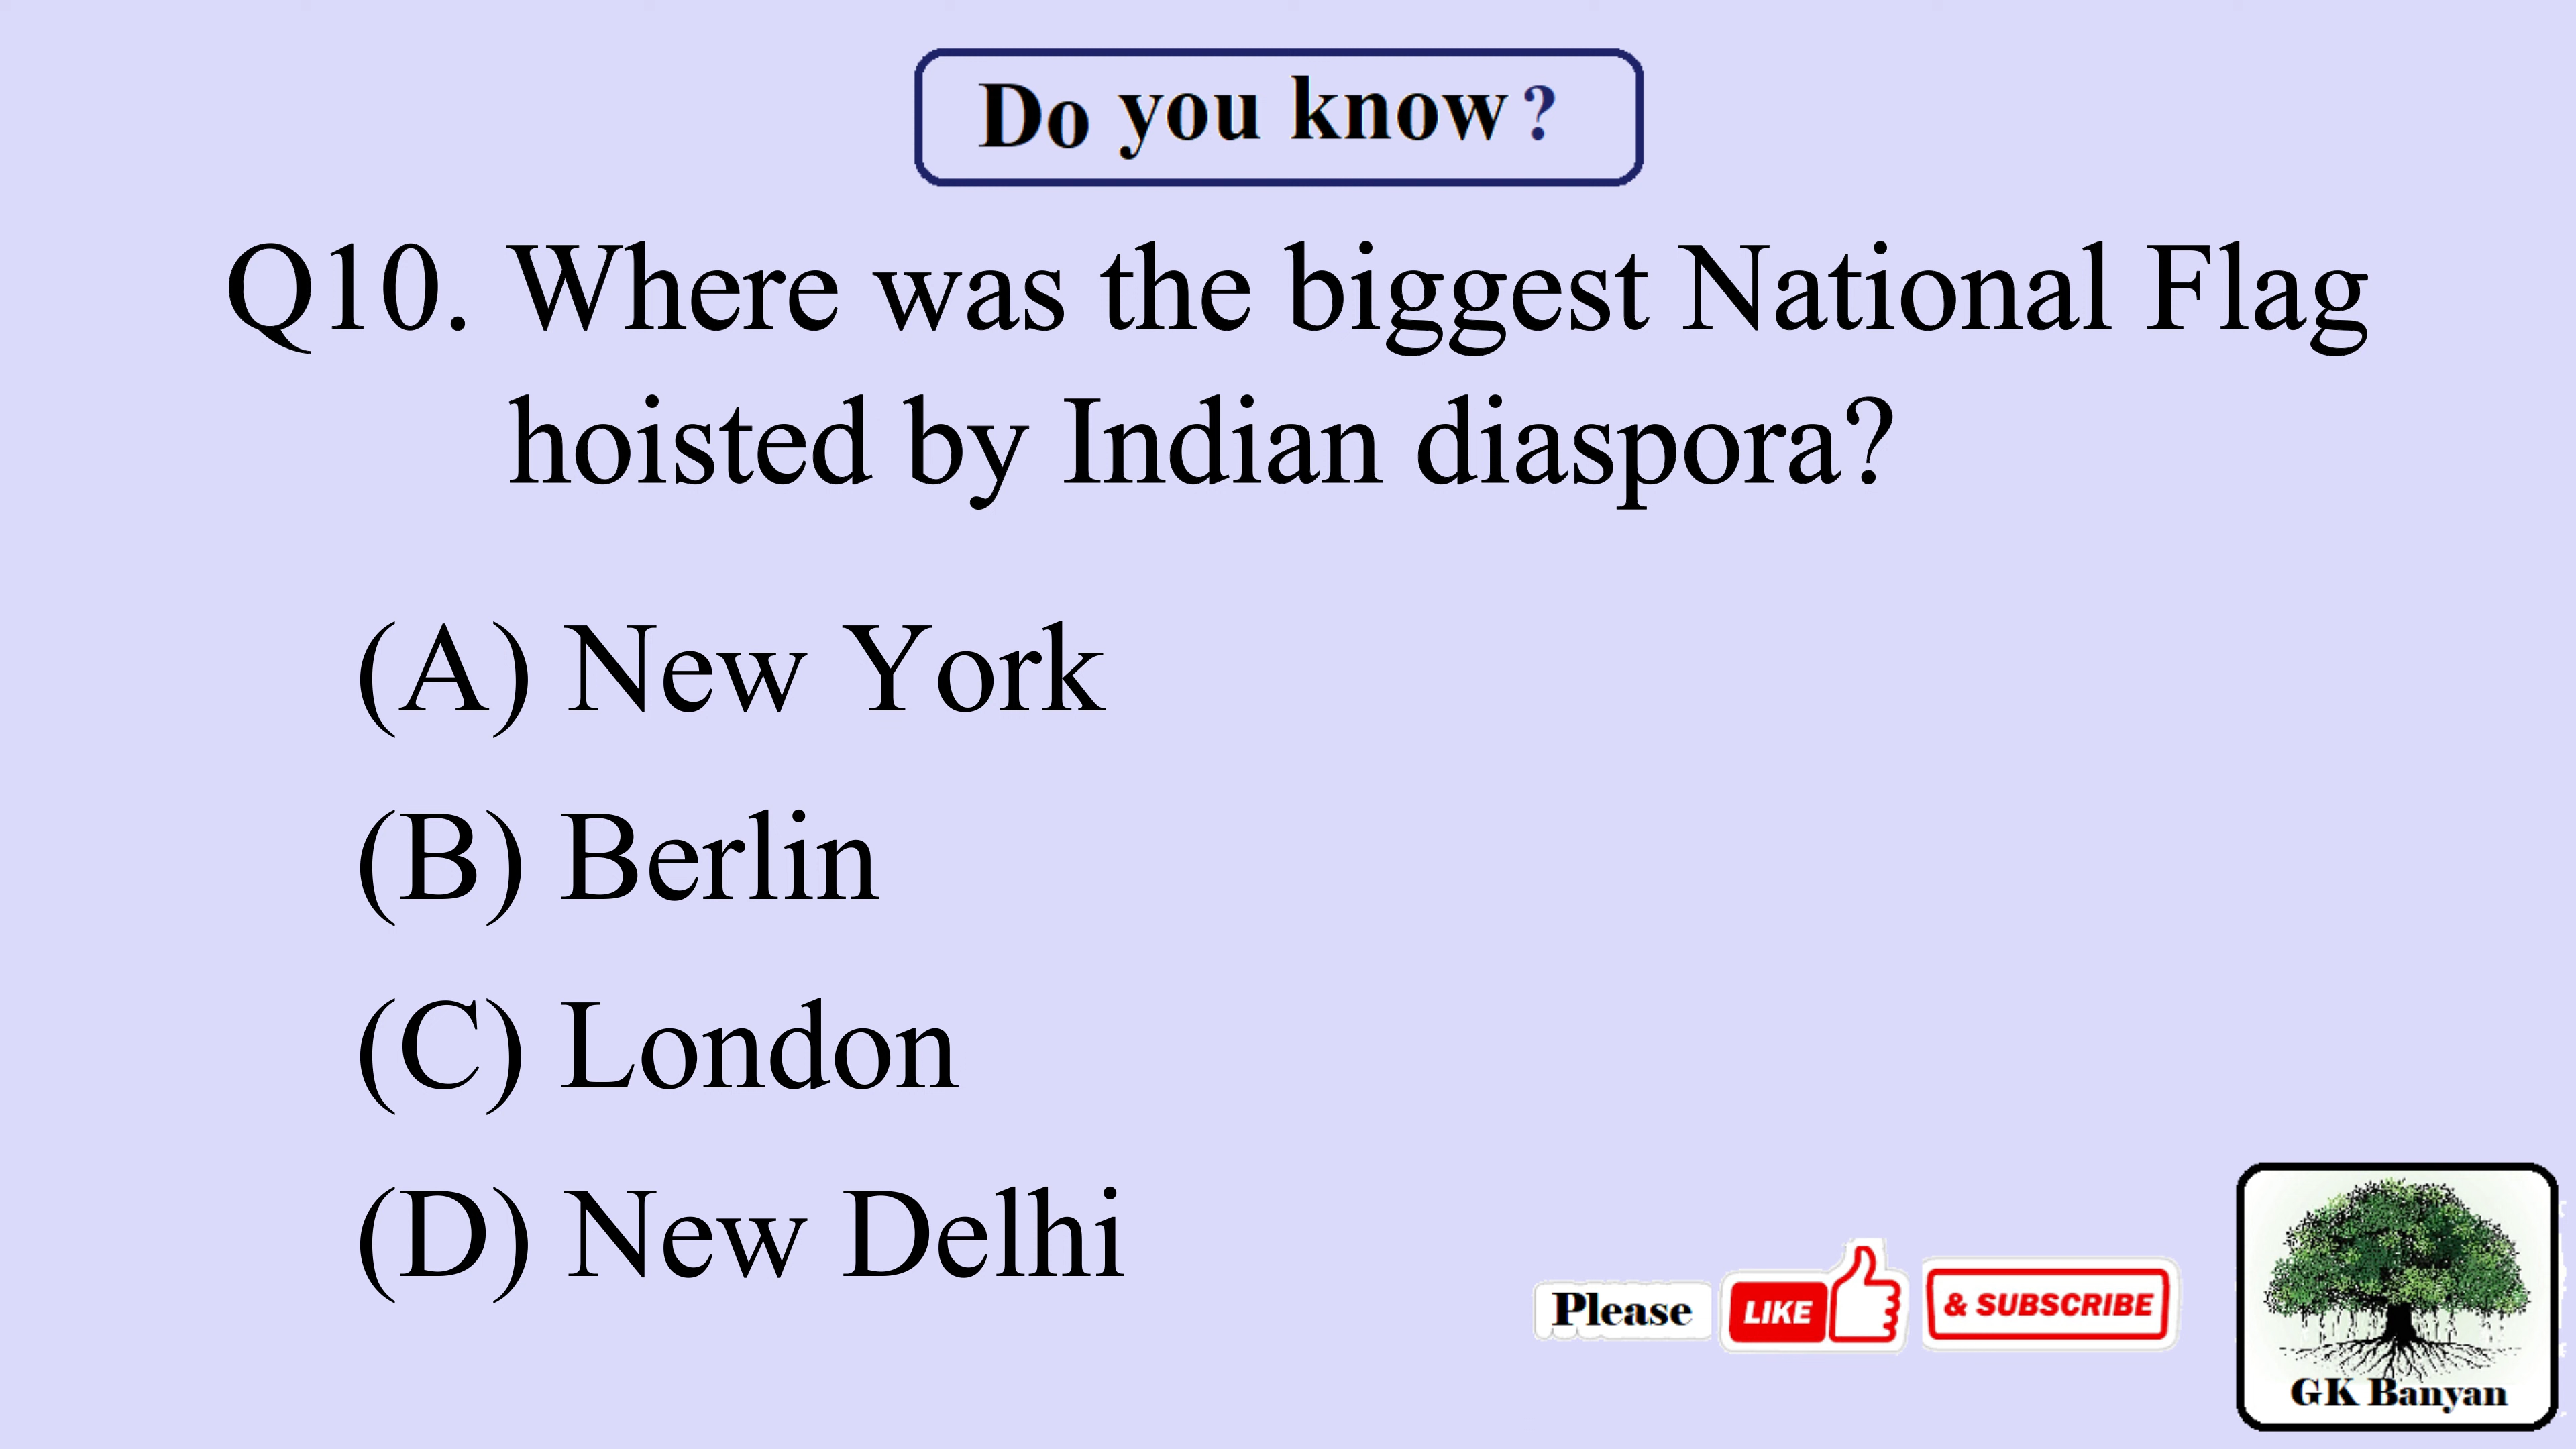 Do you know ?
Q10. Where was the biggest National Flag
hoisted by Indian diaspora?
(A) New York
(B) Berlin
(C) London
(D) New Delhi
Please LIKE & SUBSCRIBE
GK Banyan